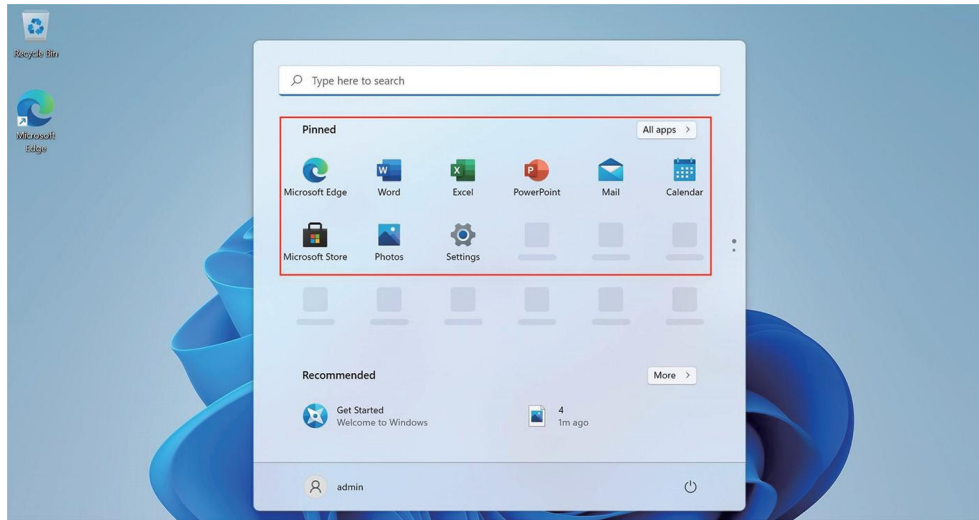 Recycle Bin
Microsoft
Edge
Type here to search
Pinned
All apps
Microsoft Edge
Word
Excel
PowerPoint
Mail
Calendar
Microsoft Store
Photos
Settings
Recommended
More
Get Started
Welcome to Windows
4
1m ago
admin